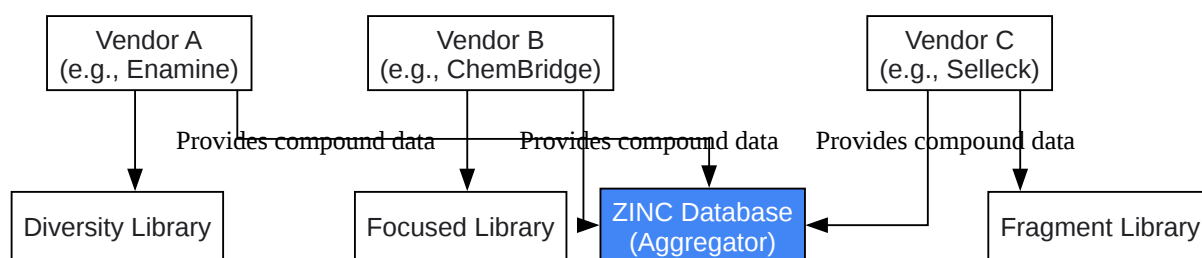 Vendor A
(e.g., Enamine)
Vendor B
(e.g., ChemBridge)
Vendor C
(e.g., Selleck)
Provides compound data
Provides compound data
Provides compound data
Diversity Library
Focused Library
ZINC Database
(Aggregator)
Fragment Library